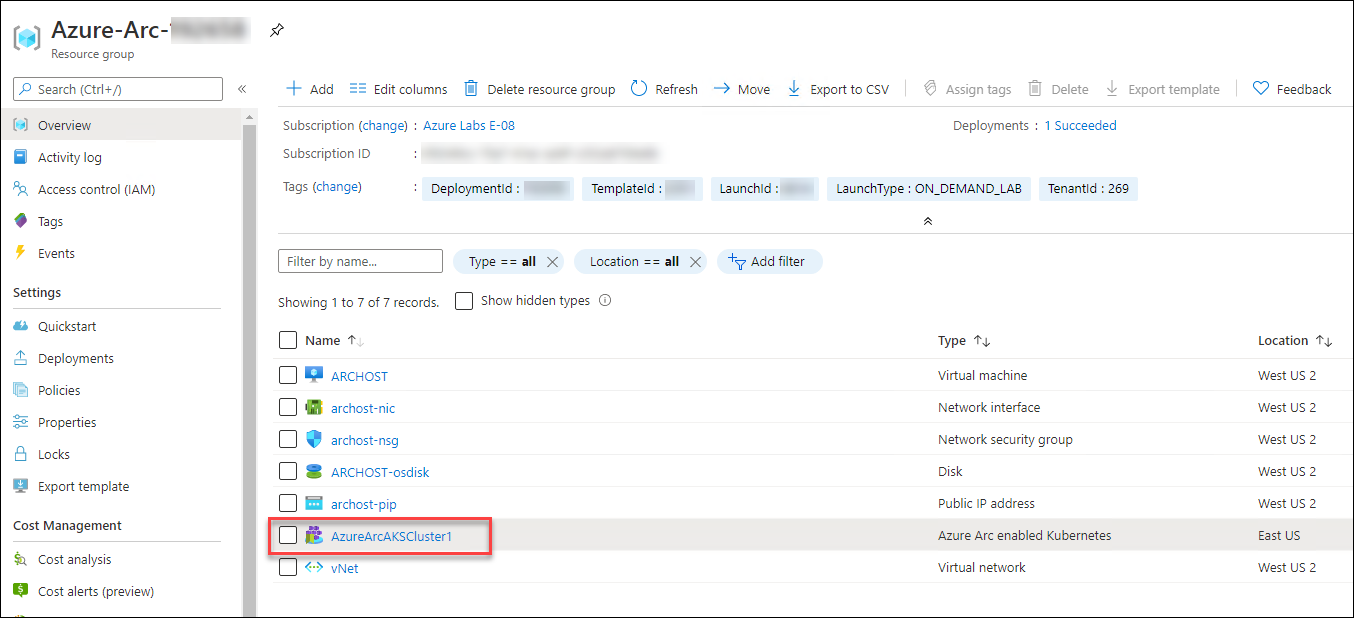 Azure-Arc-
Resource group
Search (Ctrl+/)
«
Add
Edit columns
Delete resource group
Refresh
Move
Export to CSV
Assign tags
Delete
Export template
Feedback
Overview
Activity log
Access control (IAM)
Tags
Events
Settings
Quickstart
Deployments
Policies
Properties
Locks
Export template
Cost Management
Cost analysis
Cost alerts (preview)
Subscription (change) : Azure Labs E-08
Deployments : 1 Succeeded
Subscription ID :
Tags (change) : DeploymentId : TemplateId : LaunchId : LaunchType : ON_DEMAND_LAB TenantId : 269
Filter by name...
Type == all
Location == all
Add filter
Showing 1 to 7 of 7 records.
Show hidden types
Name Type Location
ARCHOST Virtual machine West US 2
archost-nic Network interface West US 2
archost-nsg Network security group West US 2
ARCHOST-osdisk Disk West US 2
archost-pip Public IP address West US 2
AzureArcAKSCluster1 Azure Arc enabled Kubernetes East US
vNet Virtual network West US 2